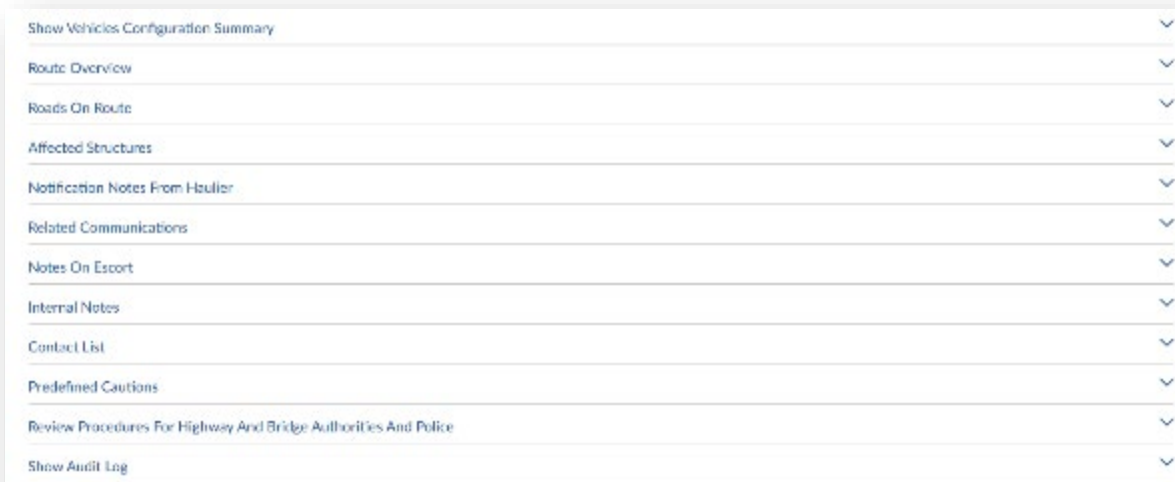 Show Vehicles Configuration Summary
Route Overview
Roads On Route
Affected Structures
Notification Notes From Haulier
Related Communications
Notes On Escort
Internal Notes
Contact List
Predefined Cautions
Review Procedures For Highway And Bridge Authorities And Police
Show Audit Log